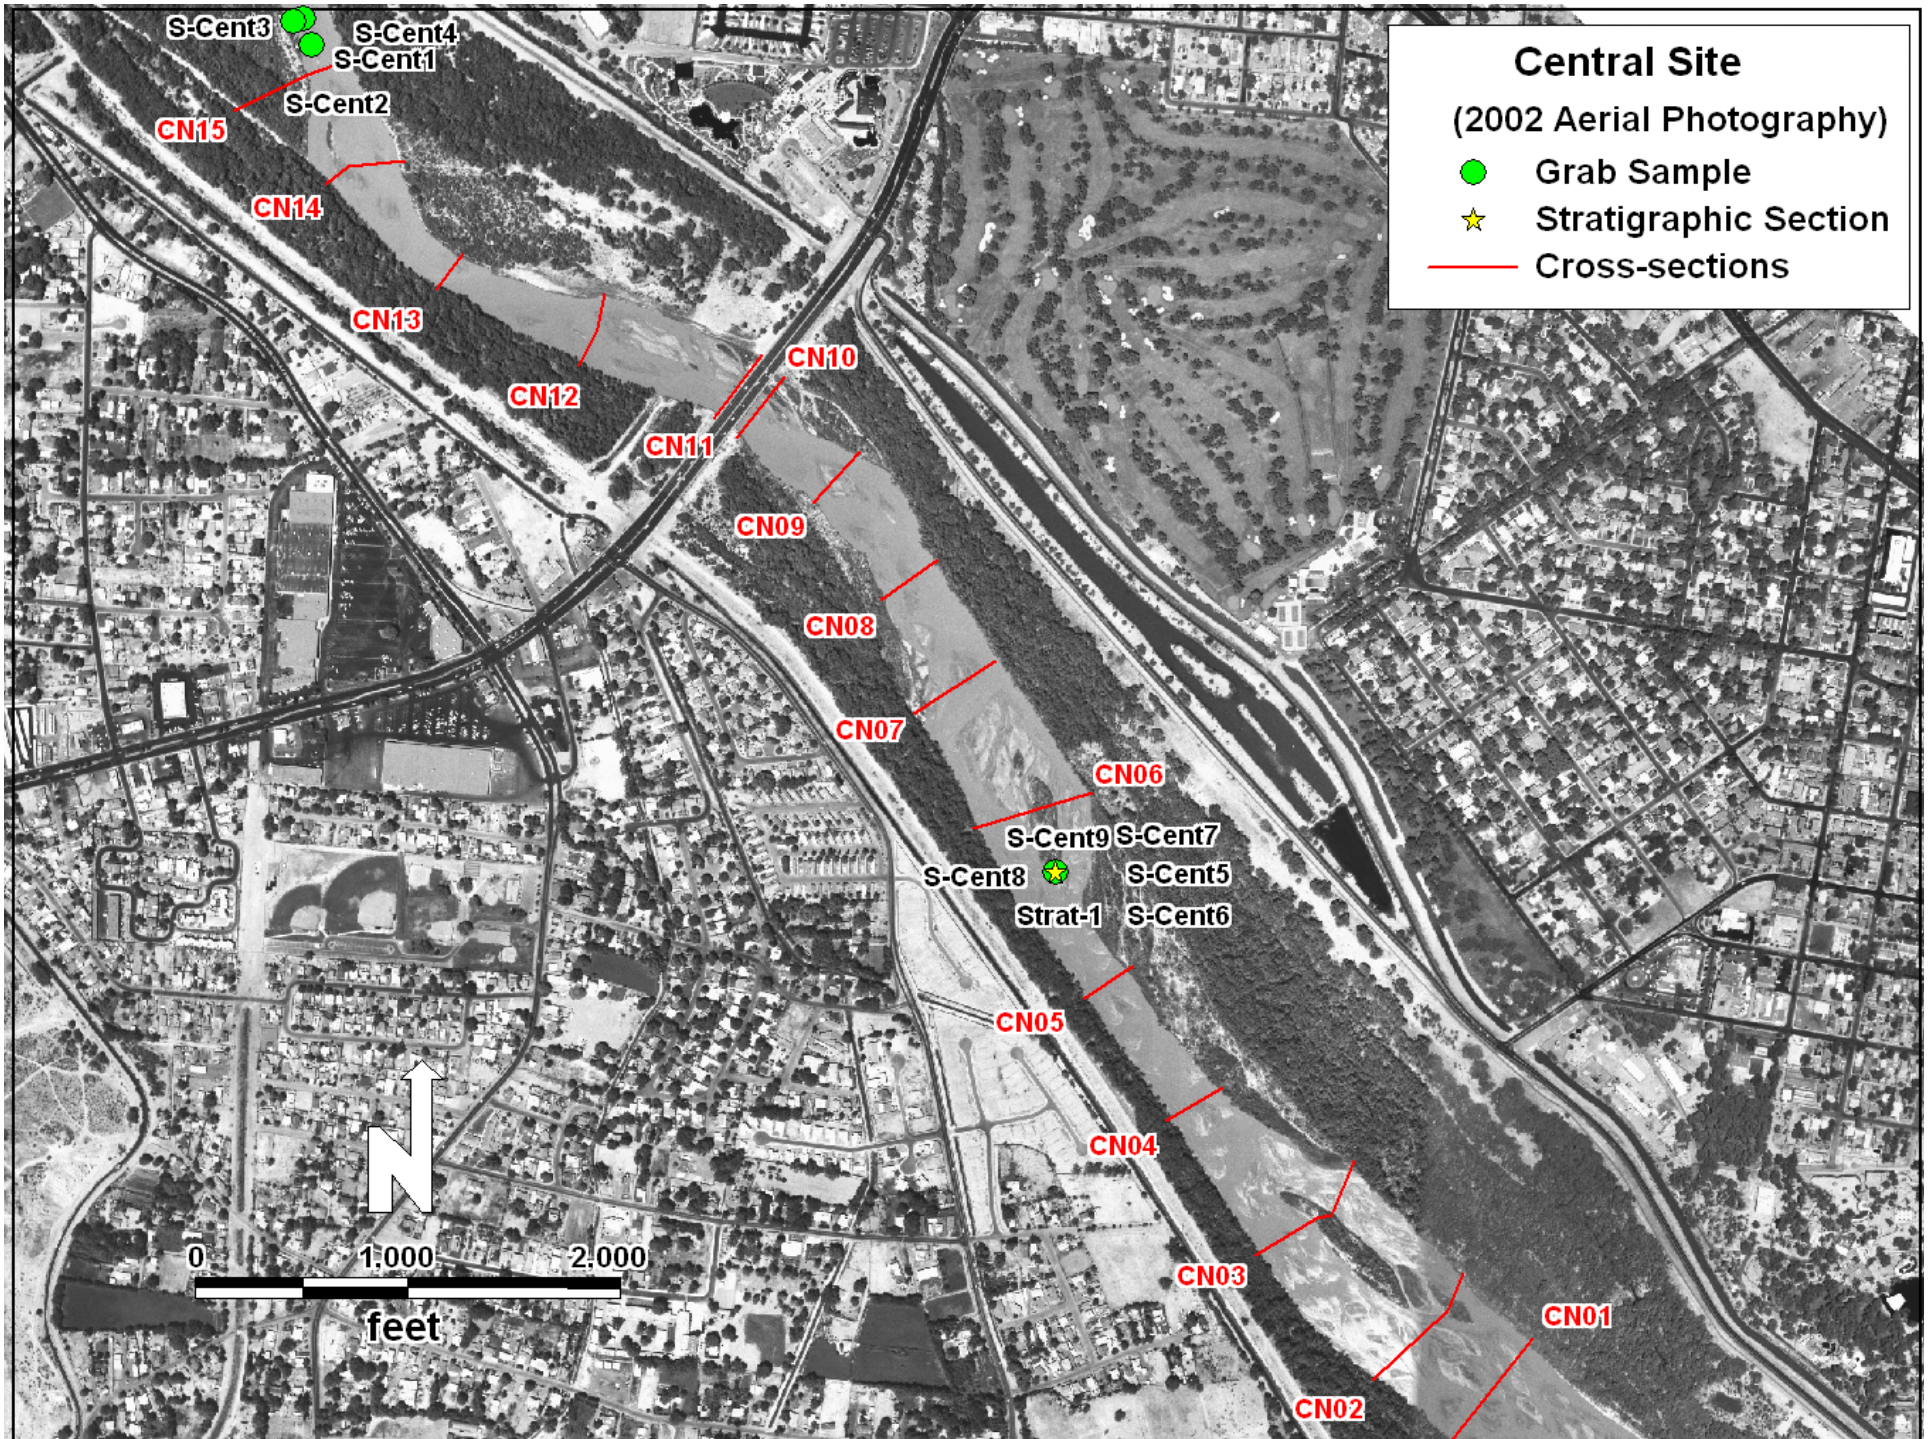 S-Cent3
S-Cent4
S-Cent1
S-Cent2
CN15
CN14
CN13
CN12
CN10
CN11
CN09
CN08
CN07
CN06
S-Cent9 S-Cent7
S-Cent8 S-Cent5
Strat-1 S-Cent6
CN05
CN04
CN03
CN01
CN02
Central Site
(2002 Aerial Photography)
Grab Sample
Stratigraphic Section
Cross-sections
N
0 1,000 2,000
feet